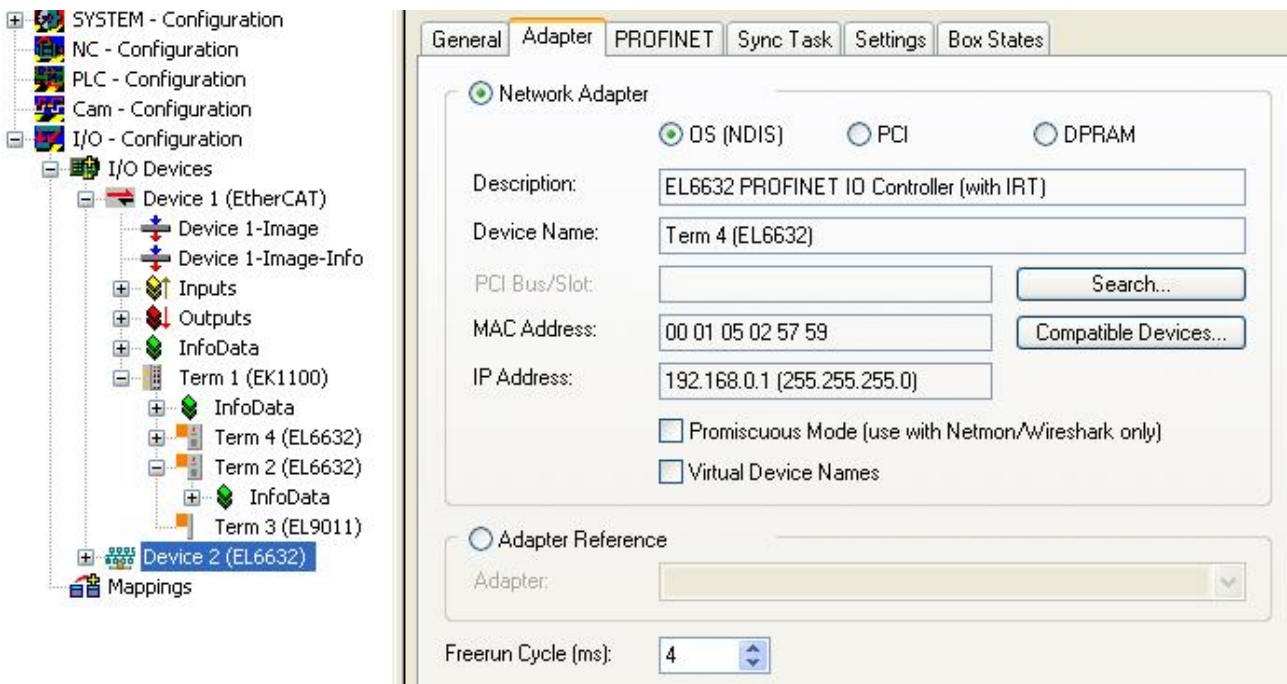 SYSTEM - Configuration
NC - Configuration
PLC - Configuration
Cam - Configuration
I/O - Configuration
I/O Devices
Device 1 (EtherCAT)
Device 1-Image
Device 1-Image-Info
Inputs
Outputs
InfoData
Term 1 (EK1100)
InfoData
Term 4 (EL6632)
Term 2 (EL6632)
InfoData
Term 3 (EL9011)
Device 2 (EL6632)
Mappings
General Adapter PROFINET Sync Task Settings Box States
Network Adapter
OS (NDIS) PCI DPRAM
Description: EL6632 PROFINET IO Controller (with IRT)
Device Name: Term 4 (EL6632)
PCI Bus/Slot: Search...
MAC Address: 00 01 05 02 57 59 Compatible Devices...
IP Address: 192.168.0.1 (255.255.255.0)
Promiscuous Mode (use with Netmon/Wireshark only)
Virtual Device Names
Adapter Reference
Adapter:
Freerun Cycle (ms): 4